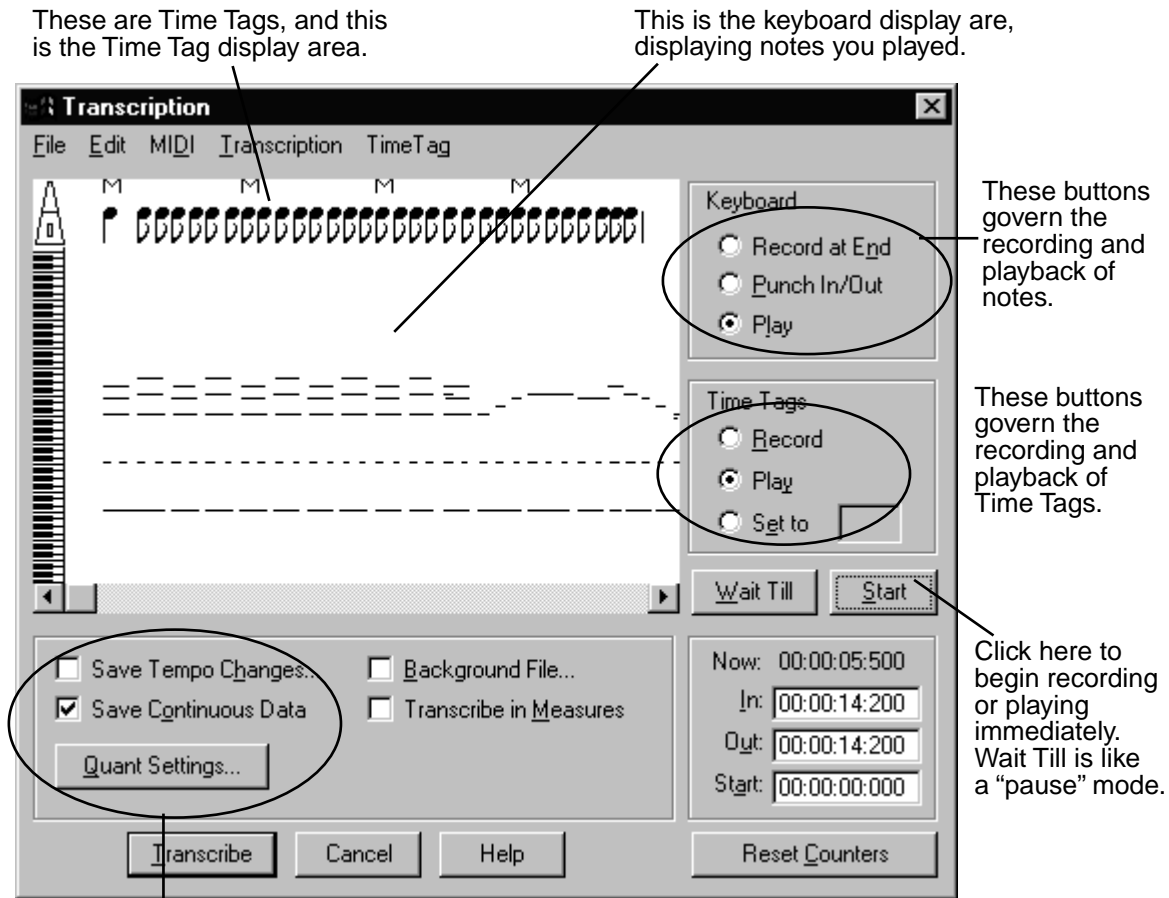 These are Time Tags, and this
is the Time Tag display area.
This is the keyboard display are,
displaying notes you played.
Transcription
File Edit MIDI Transcription TimeTag
M M M M
Keyboard
Record at End
Punch In/Out
Play
These buttons
govern the
recording and
playback of
notes.
Time Tags
Record
Play
Set to
These buttons
govern the
recording and
playback of
Time Tags.
Wait Till Start
Click here to
begin recording
or playing
immediately.
Wait Till is like
a “pause” mode.
Save Tempo Changes...
Save Continuous Data
Quant Settings...
Background File...
Transcribe in Measures
Now: 00:00:05:500
In: 00:00:14:200
Out: 00:00:14:200
Start: 00:00:00:000
Transcribe Cancel Help Reset Counters